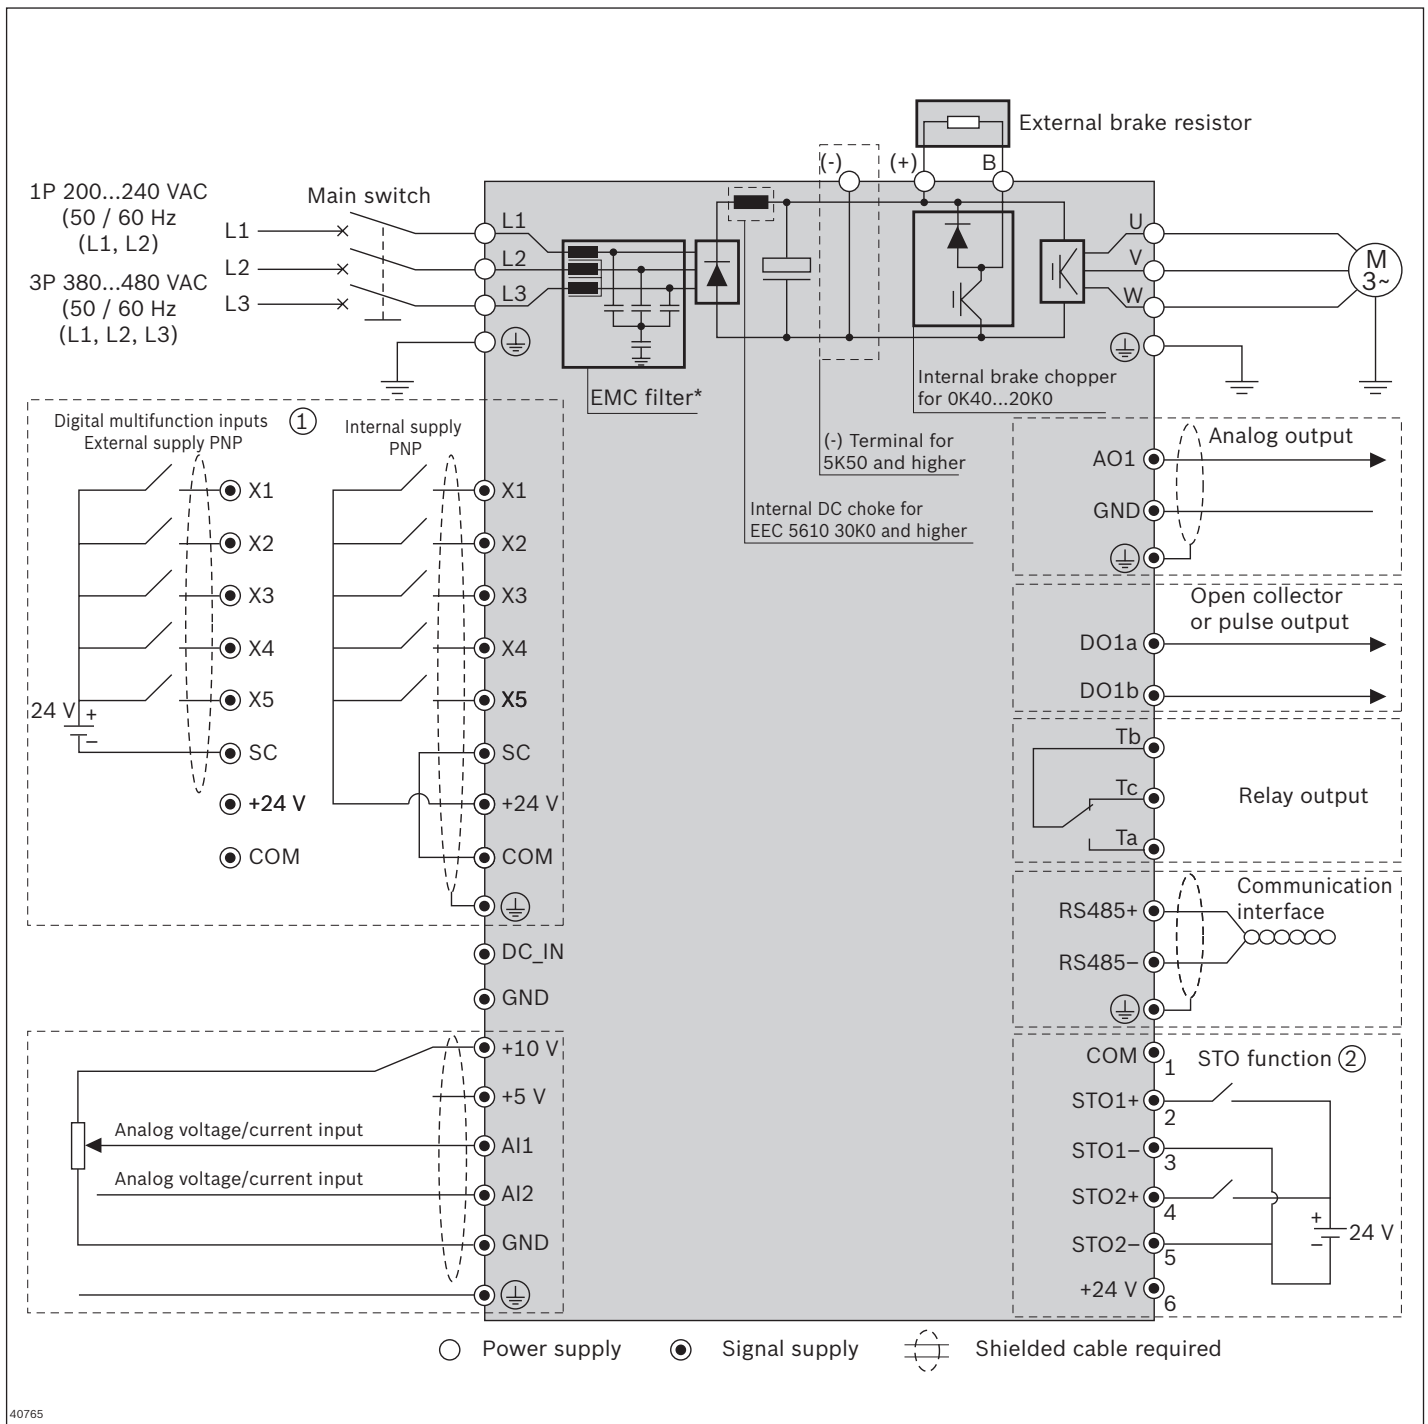 External brake resistor
(-)
(+)
B
1P 200...240 VAC
(50 / 60 Hz
(L1, L2)
3P 380...480 VAC
(50 / 60 Hz
(L1, L2, L3)
Main switch
L1
L2
L3
L1
L2
L3
U
V
W
M
3~
EMC filter*
Internal brake chopper
for 0K40...20K0
(-) Terminal for
5K50 and higher
Internal DC choke for
EEC 5610 30K0 and higher
Digital multifunction inputs
External supply PNP
1
Internal supply
PNP
X1
X2
X3
X4
X5
24 V
+
–
SC
+24 V
COM
X1
X2
X3
X4
X5
SC
+24 V
COM
DC_IN
GND
+10 V
+5 V
Analog voltage/current input
AI1
Analog voltage/current input
AI2
GND
Analog output
AO1
GND
Open collector
or pulse output
DO1a
DO1b
Tb
Tc
Ta
Relay output
Communication
interface
RS485+
RS485–
COM
1
STO function 2
STO1+
2
STO1–
3
STO2+
4
STO2–
5
+24 V
6
+
–
24 V
Power supply
Signal supply
Shielded cable required
40765